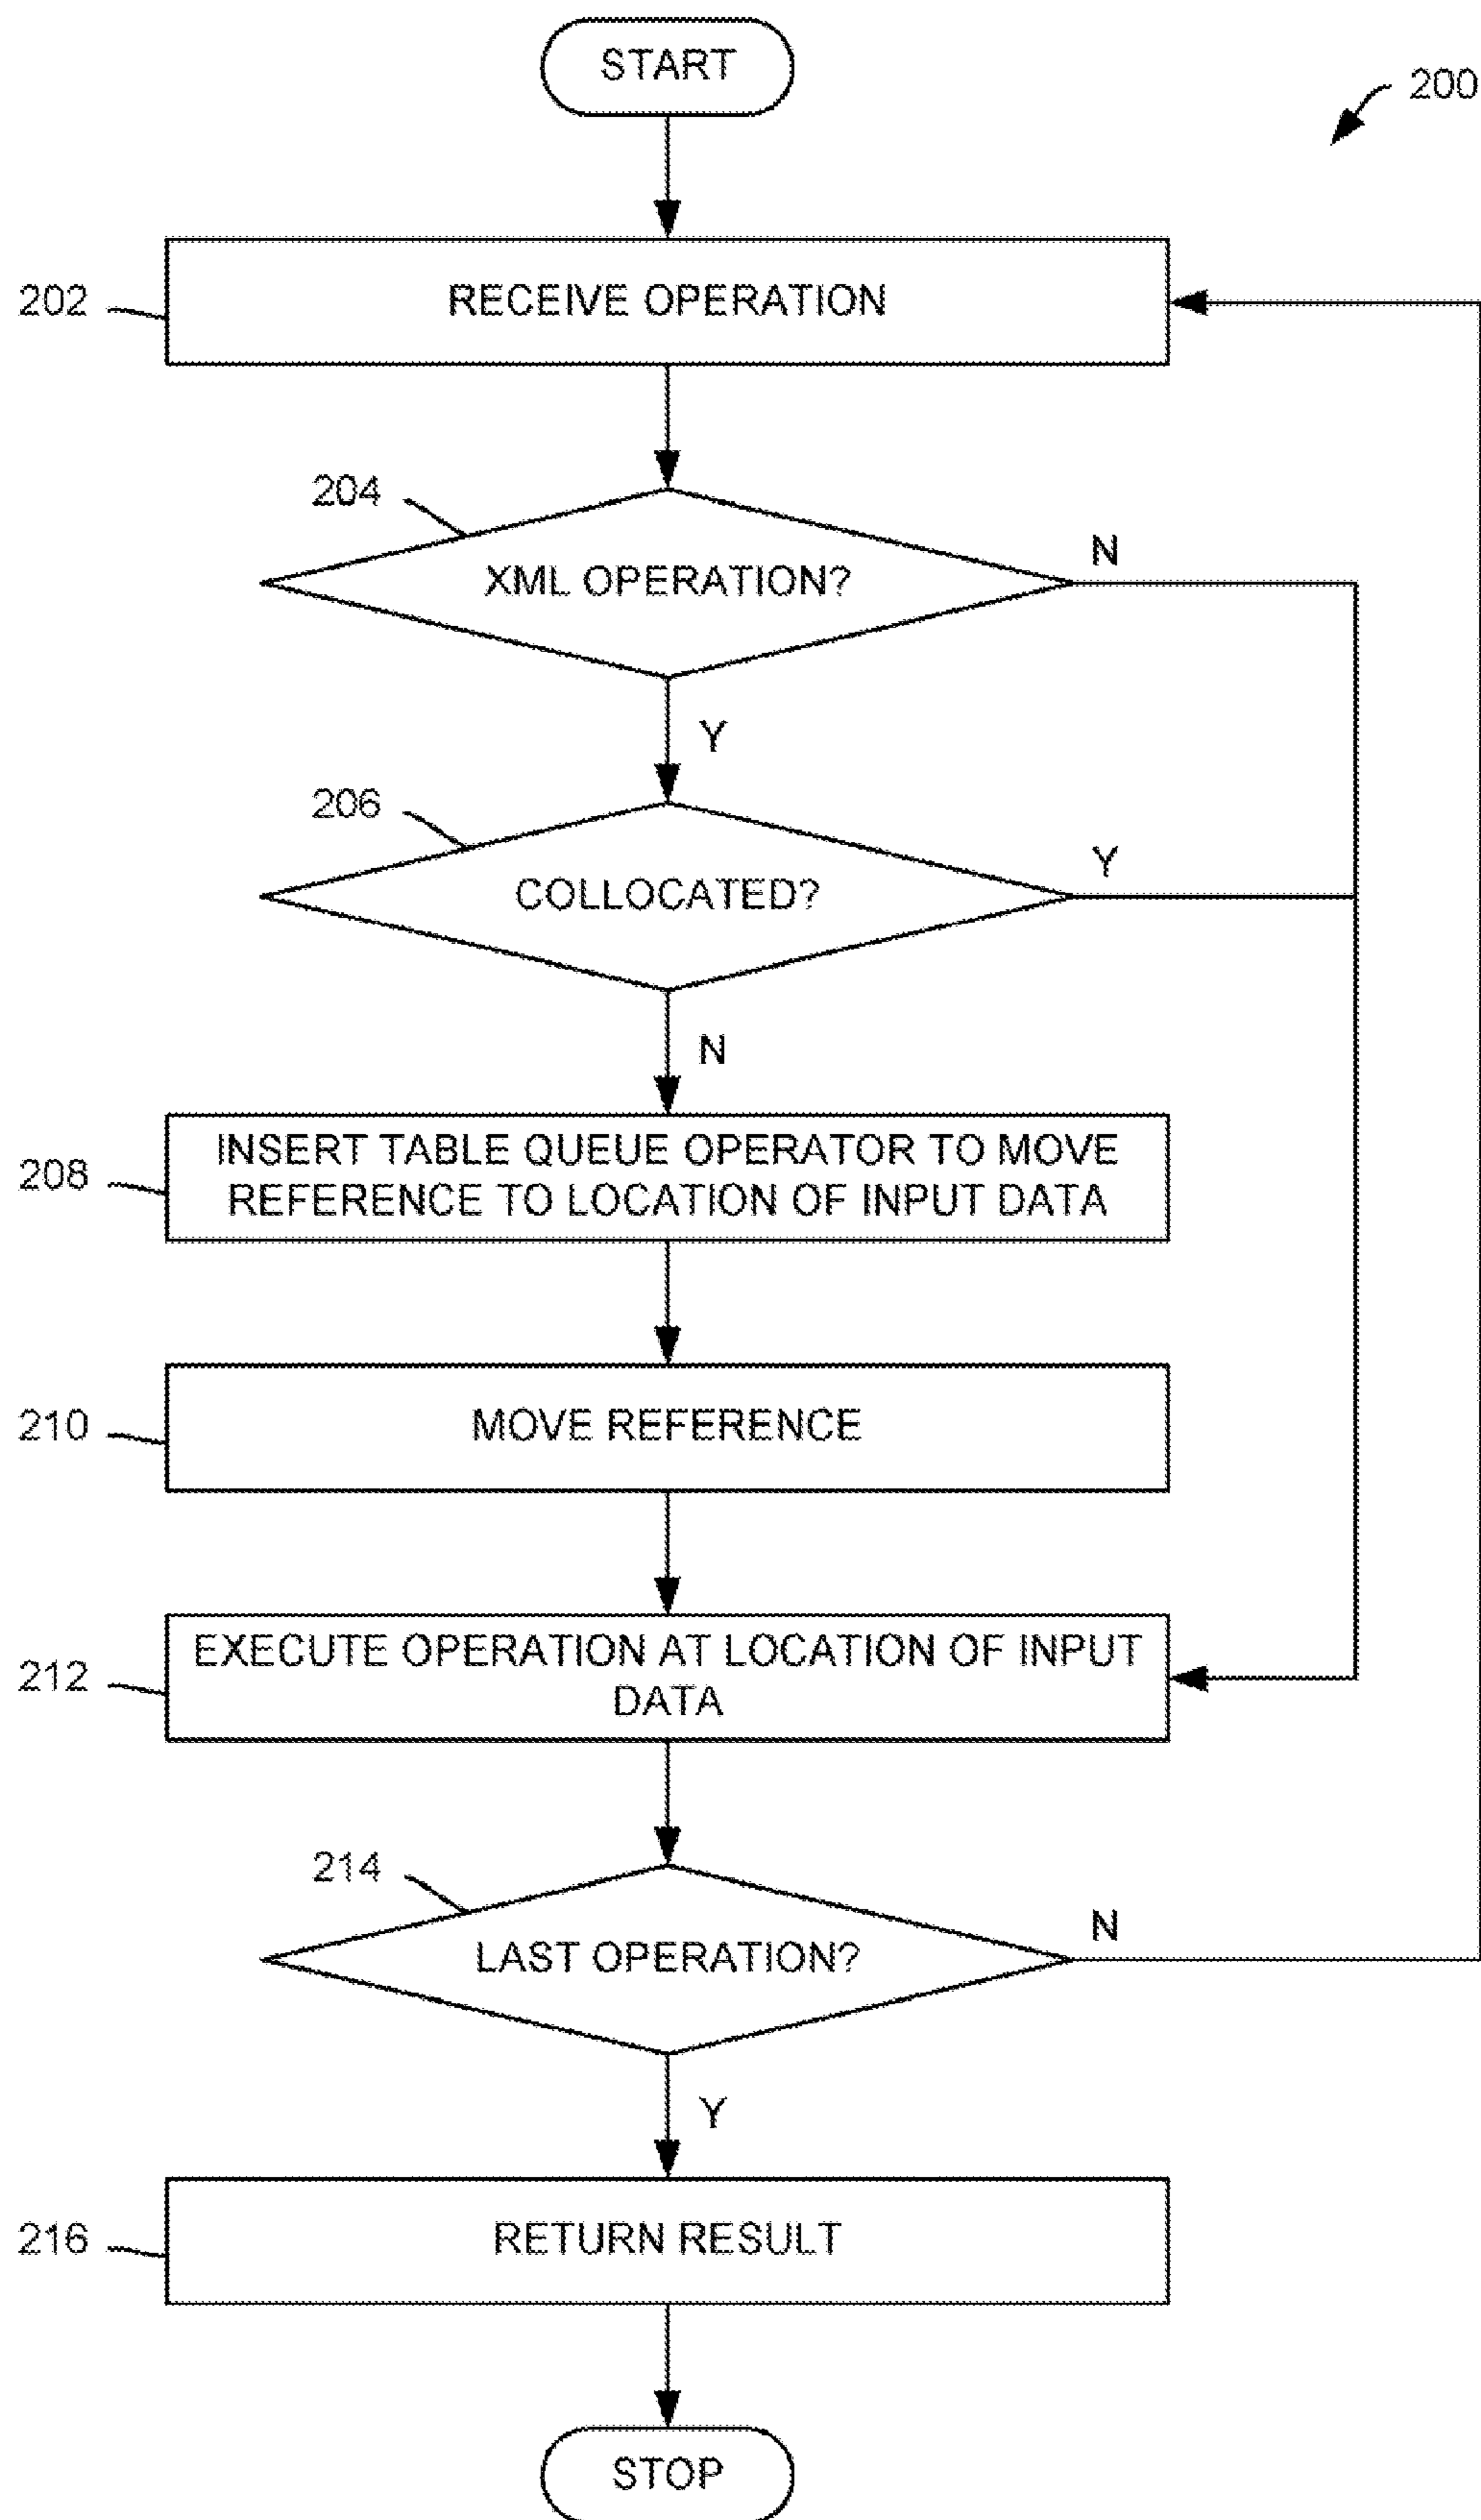 START
200
202
RECEIVE OPERATION
204
XML OPERATION?
N
Y
206
COLLOCATED?
Y
N
208
INSERT TABLE QUEUE OPERATOR TO MOVE
REFERENCE TO LOCATION OF INPUT DATA
210
MOVE REFERENCE
212
EXECUTE OPERATION AT LOCATION OF INPUT
DATA
214
LAST OPERATION?
N
Y
216
RETURN RESULT
STOP